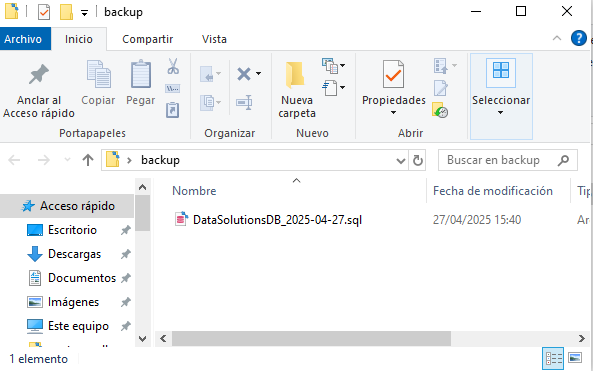 backup
Archivo Inicio Compartir Vista
Anclar al Acceso rápido
Copiar
Pegar
Portapapeles
Organizar
Nueva carpeta
Nuevo
Propiedades
Abrir
Seleccionar
backup
Buscar en backup
Acceso rápido
Escritorio
Descargas
Documentos
Imágenes
Este equipo
Nombre Fecha de modificación Tip
DataSolutionsDB_2025-04-27.sql 27/04/2025 15:40 Ar
1 elemento